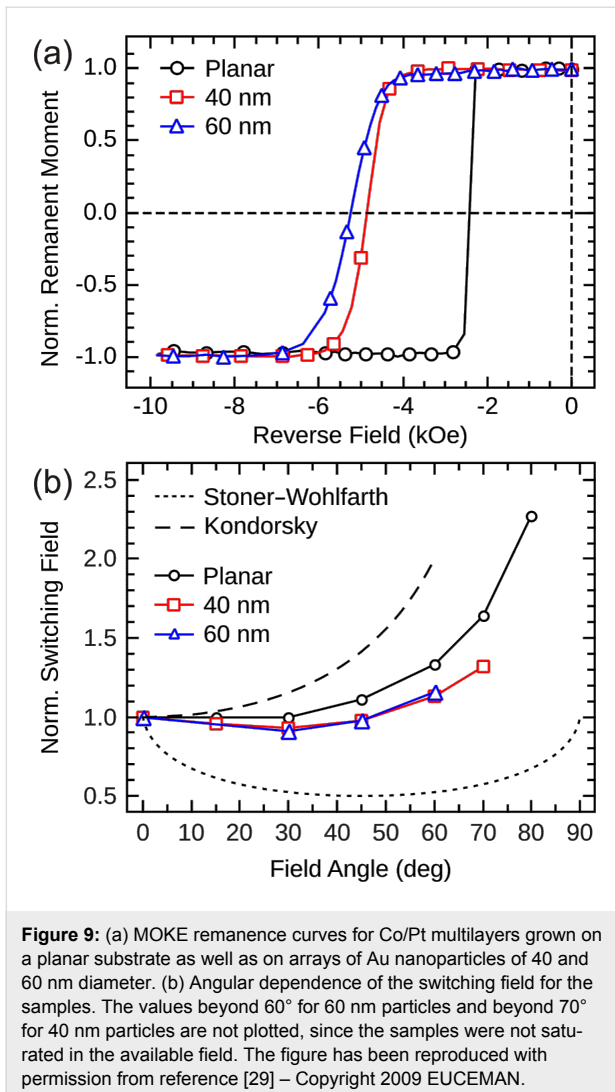 (a)
Planar
40 nm
60 nm
1.0
0.5
0.0
-0.5
-1.0
Norm. Remanent Moment
-10 -8 -6 -4 -2 0
Reverse Field (kOe)
(b)
Stoner–Wohlfarth
Kondorsky
Planar
40 nm
60 nm
2.5
2.0
1.5
1.0
0.5
Norm. Switching Field
0 10 20 30 40 50 60 70 80 90
Field Angle (deg)
Figure 9: (a) MOKE remanence curves for Co/Pt multilayers grown on
a planar substrate as well as on arrays of Au nanoparticles of 40 and
60 nm diameter. (b) Angular dependence of the switching field for the
samples. The values beyond 60° for 60 nm particles and beyond 70°
for 40 nm particles are not plotted, since the samples were not satu-
rated in the available field. The figure has been reproduced with
permission from reference [29] – Copyright 2009 EUCEMAN.